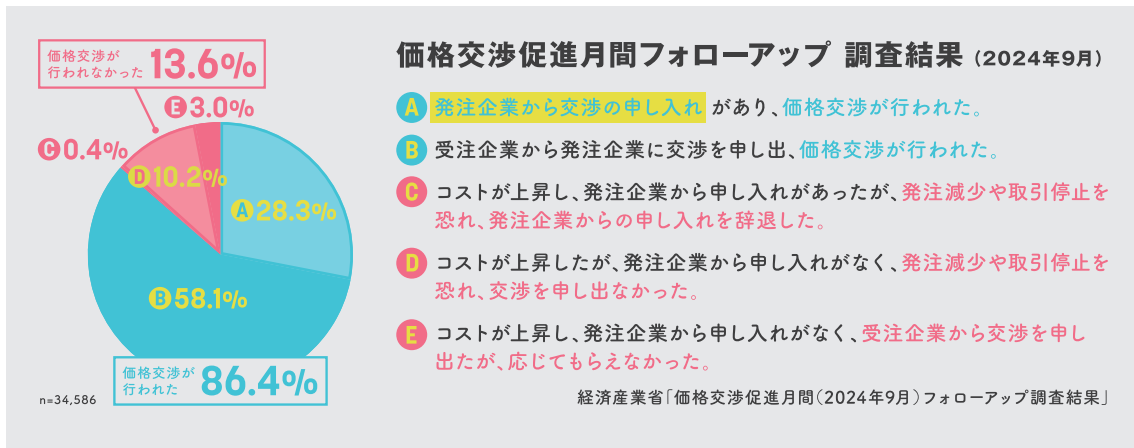 価格交渉が
行われなかった 13.6%
E 3.0%
C 0.4%
D 10.2%
A 28.3%
B 58.1%
価格交渉が
行われた 86.4%
n=34,586
価格交渉促進月間フォローアップ 調査結果（2024年9月）
A 発注企業から交渉の申し入れがあり、価格交渉が行われた。
B 受注企業から発注企業に交渉を申し出、価格交渉が行われた。
C コストが上昇し、発注企業から申し入れがあったが、発注減少や取引停止を
恐れ、発注企業からの申し入れを辞退した。
D コストが上昇したが、発注企業から申し入れがなく、発注減少や取引停止を
恐れ、交渉を申し出なかった。
E コストが上昇し、発注企業から申し入れがなく、受注企業から交渉を申し
出たが、応じてもらえなかった。
経済産業省「価格交渉促進月間（2024年9月）フォローアップ調査結果」